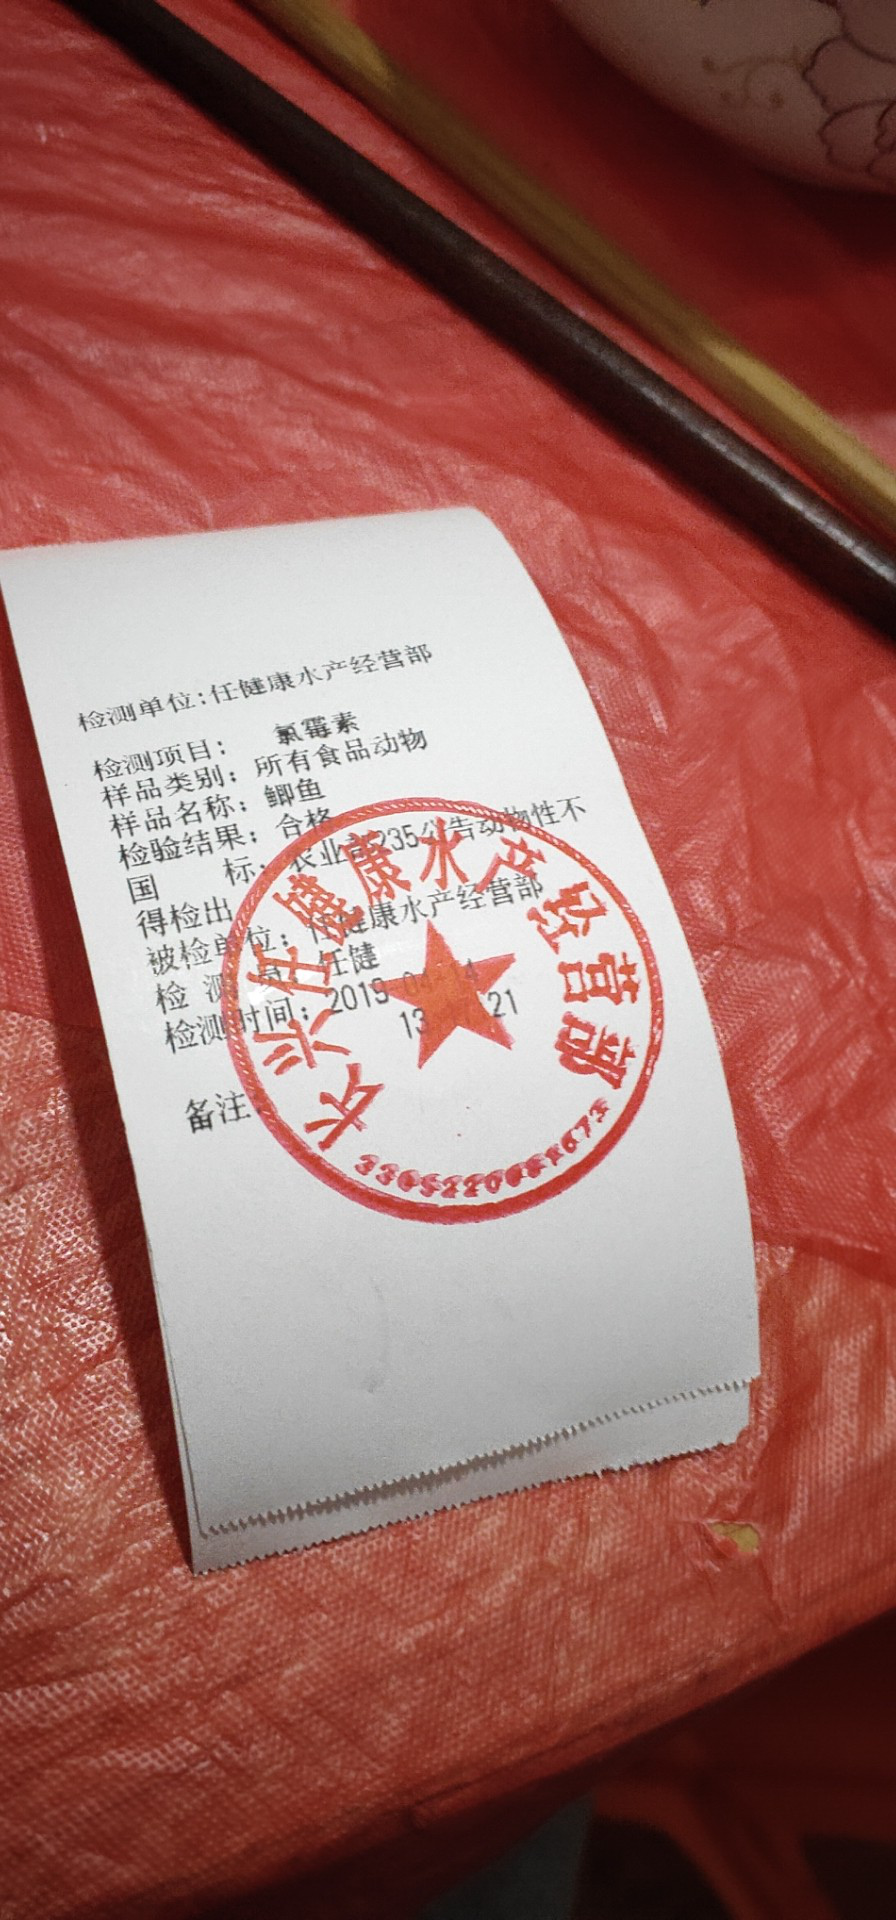 检测单位:任健康水产经营部
检测项目: 氯霉素
样品类别: 所有食品动物
样品名称: 鲫鱼
检验结果: 合格
国 标: 农业部235公告动物性不
得检出
被检单位: 任健康水产经营部
检 测 员: 任健
检测时间: 2019-04-14
13 21
备注:
长兴任健康水产经营部